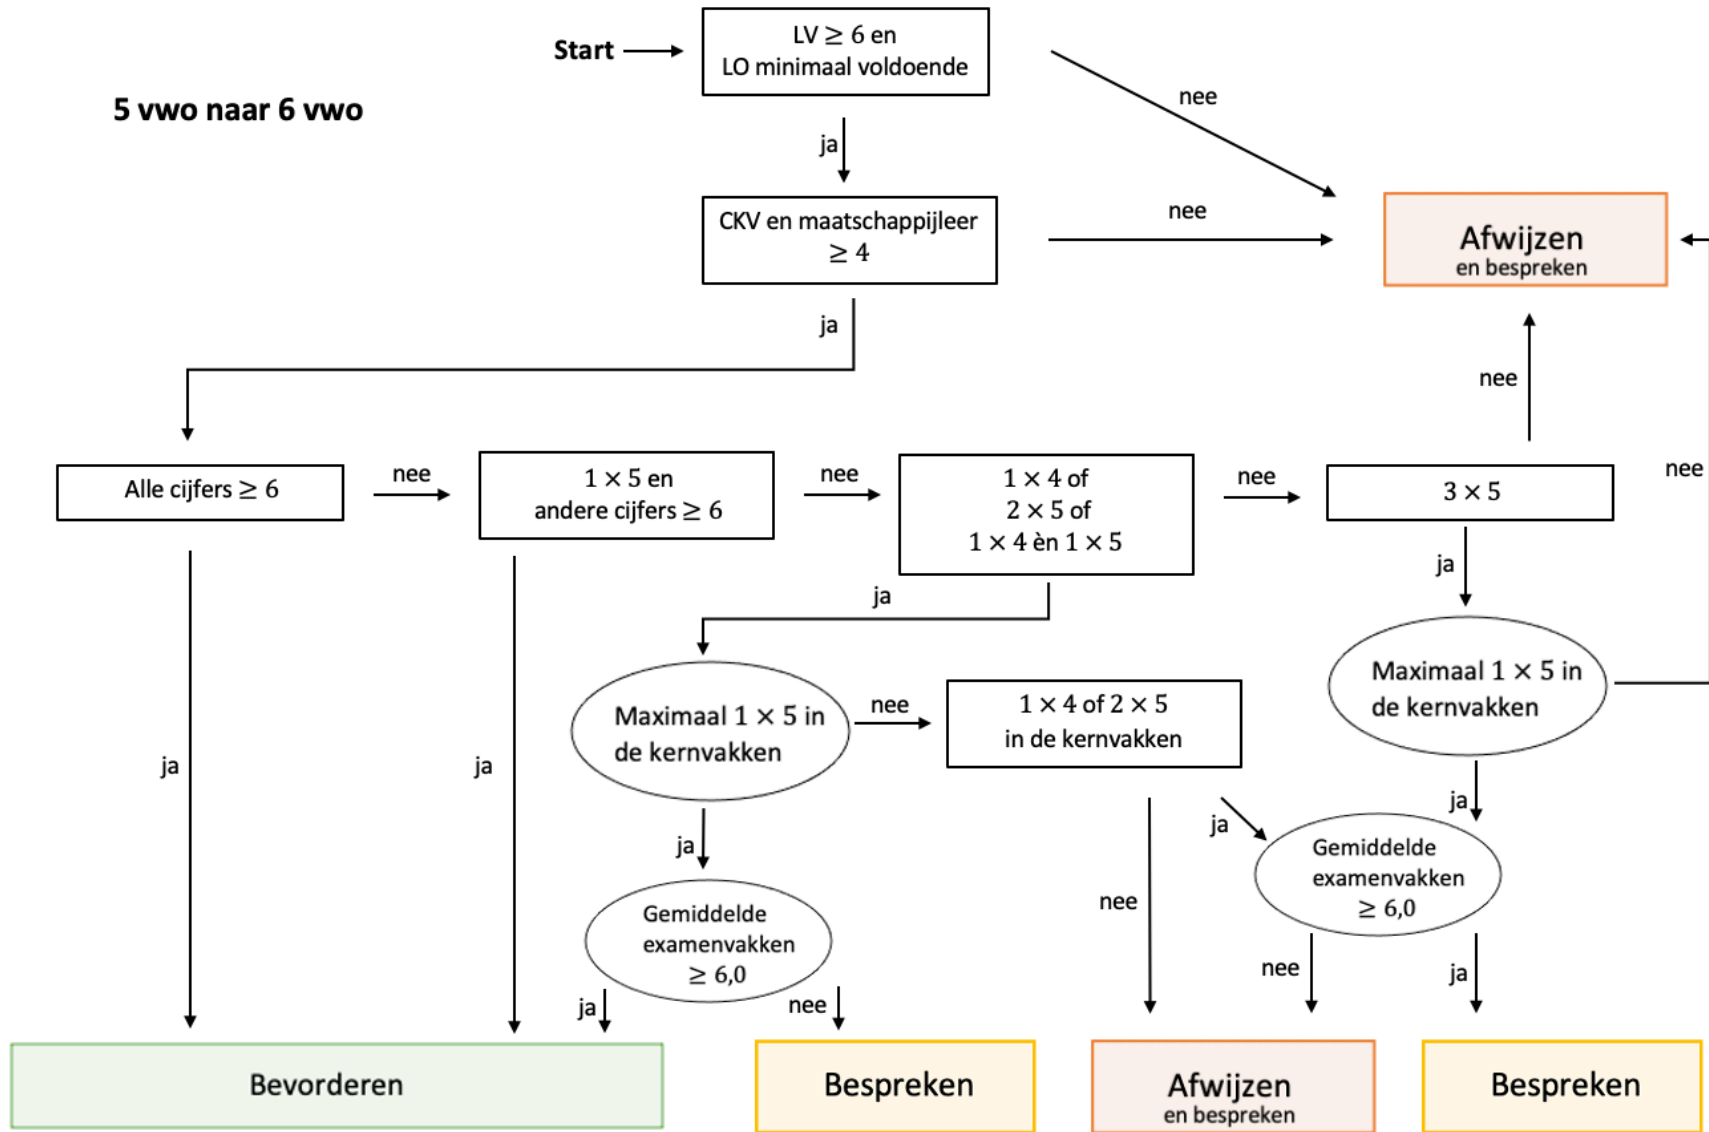 Start
LV ≥ 6 en
LO minimaal voldoende
5 vwo naar 6 vwo
nee
ja
CKV en maatschappijleer
≥ 4
nee
Afwijzen
en bespreken
ja
nee
Alle cijfers ≥ 6
nee
1 × 5 en
andere cijfers ≥ 6
nee
1 × 4 of
2 × 5 of
1 × 4 èn 1 × 5
nee
3 × 5
nee
ja
ja
Maximaal 1 × 5 in
de kernvakken
nee
1 × 4 of 2 × 5
in de kernvakken
Maximaal 1 × 5 in
de kernvakken
ja
ja
ja
ja
ja
Gemiddelde
examenvakken
≥ 6,0
nee
Gemiddelde
examenvakken
≥ 6,0
ja
nee
nee
ja
Bevorderen
Bespreken
Afwijzen
en bespreken
Bespreken